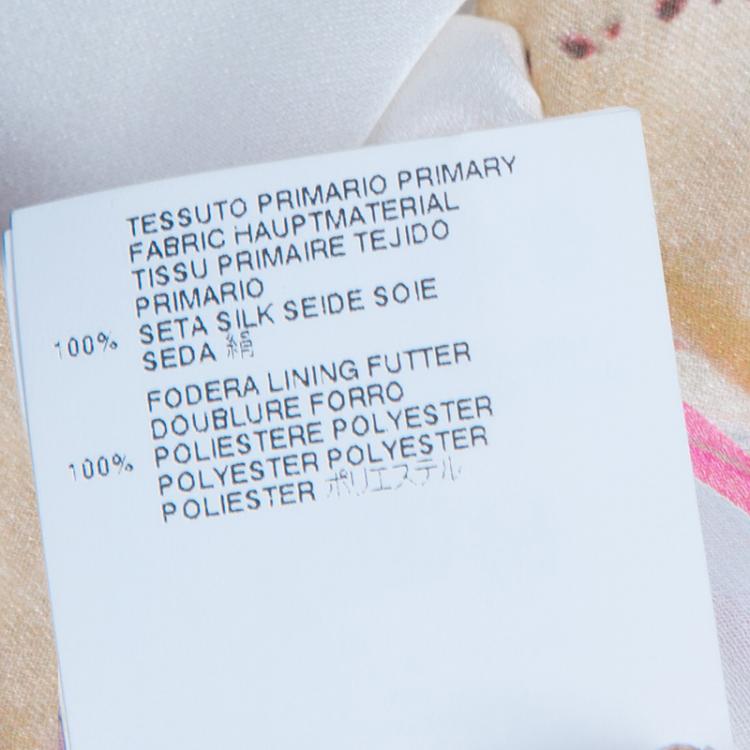 TESSUTO PRIMARIO PRIMARY
FABRIC HAUPTMATERIAL
TISSU PRIMAIRE TEJIDO
PRIMARIO
100% SETA SILK SEIDE SOIE
SEDA 絹
FODERA LINING FUTTER
DOUBLURE FORRO
100% POLIESTERE POLYESTER
POLYESTER POLYESTER
POLIESTER ポリエステル